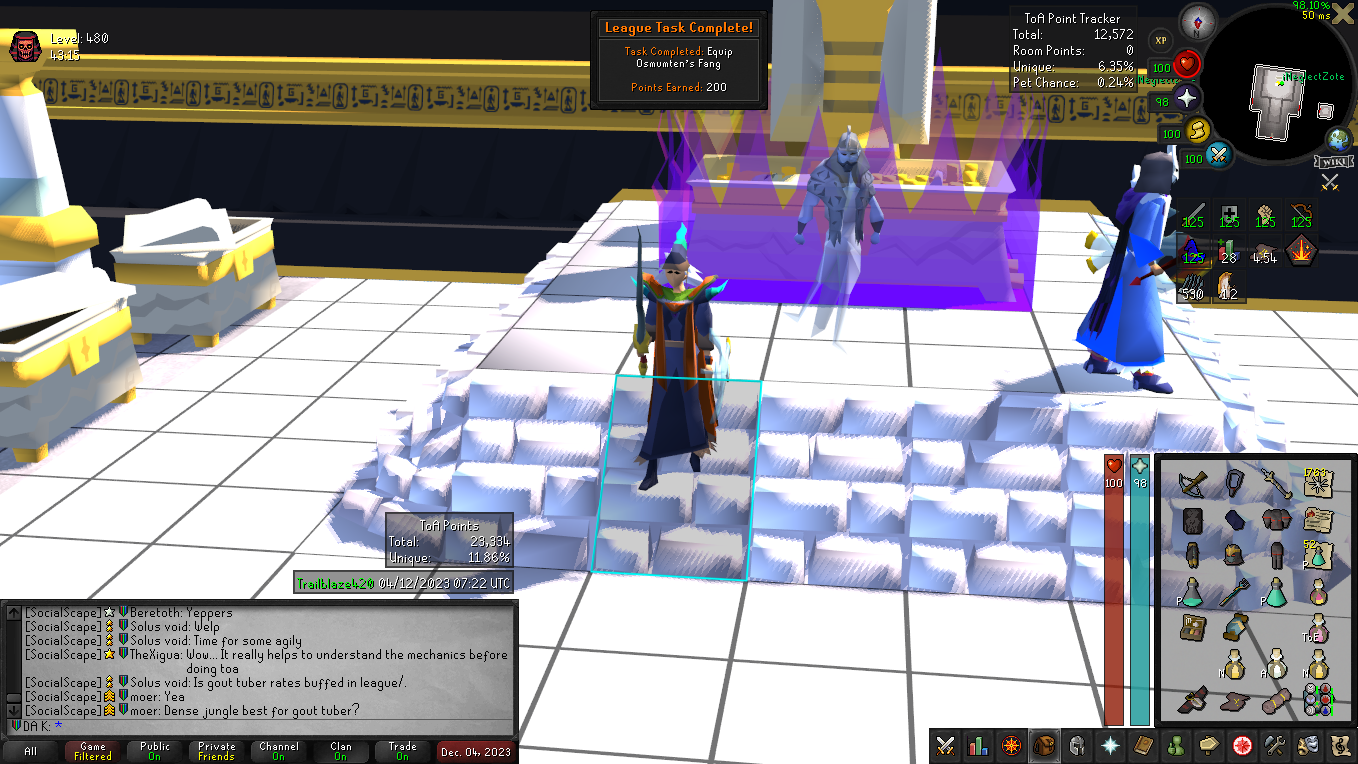 Level: 480
43:15
League Task Complete!
Task Completed: Equip
Osmumten's Fang
Points Earned: 200
ToA Point Tracker
Total: 12,572
Room Points: 0
Unique: 6.35%
Pet Chance: 0.24%
98.10%
50 ms
N
XP
100
98
100
100
iNeglectZote
WIKI
125
125
125
125
125
28
4.54
530
12
ToA Points
Total: 23,334
Unique: 11.86%
Trailblaze420 04/12/2023 07:22 UTC
[SocialScape] Beretoth: Yeppers
[SocialScape] Solus void: Welp
[SocialScape] Solus void: Time for some agily
[SocialScape] TheXigua: Wow... It really helps to understand the mechanics before
doing toa
[SocialScape] Solus void: Is gout tuber rates buffed in league/.
[SocialScape] moer: Yea
[SocialScape] moer: Dense jungle best for gout tuber?
DA K: *
All
Game
Filtered
Public
On
Private
Friends
Channel
On
Clan
On
Trade
On
Dec. 04, 2023
100
98
52
P
P
P
ToE
M
A
M